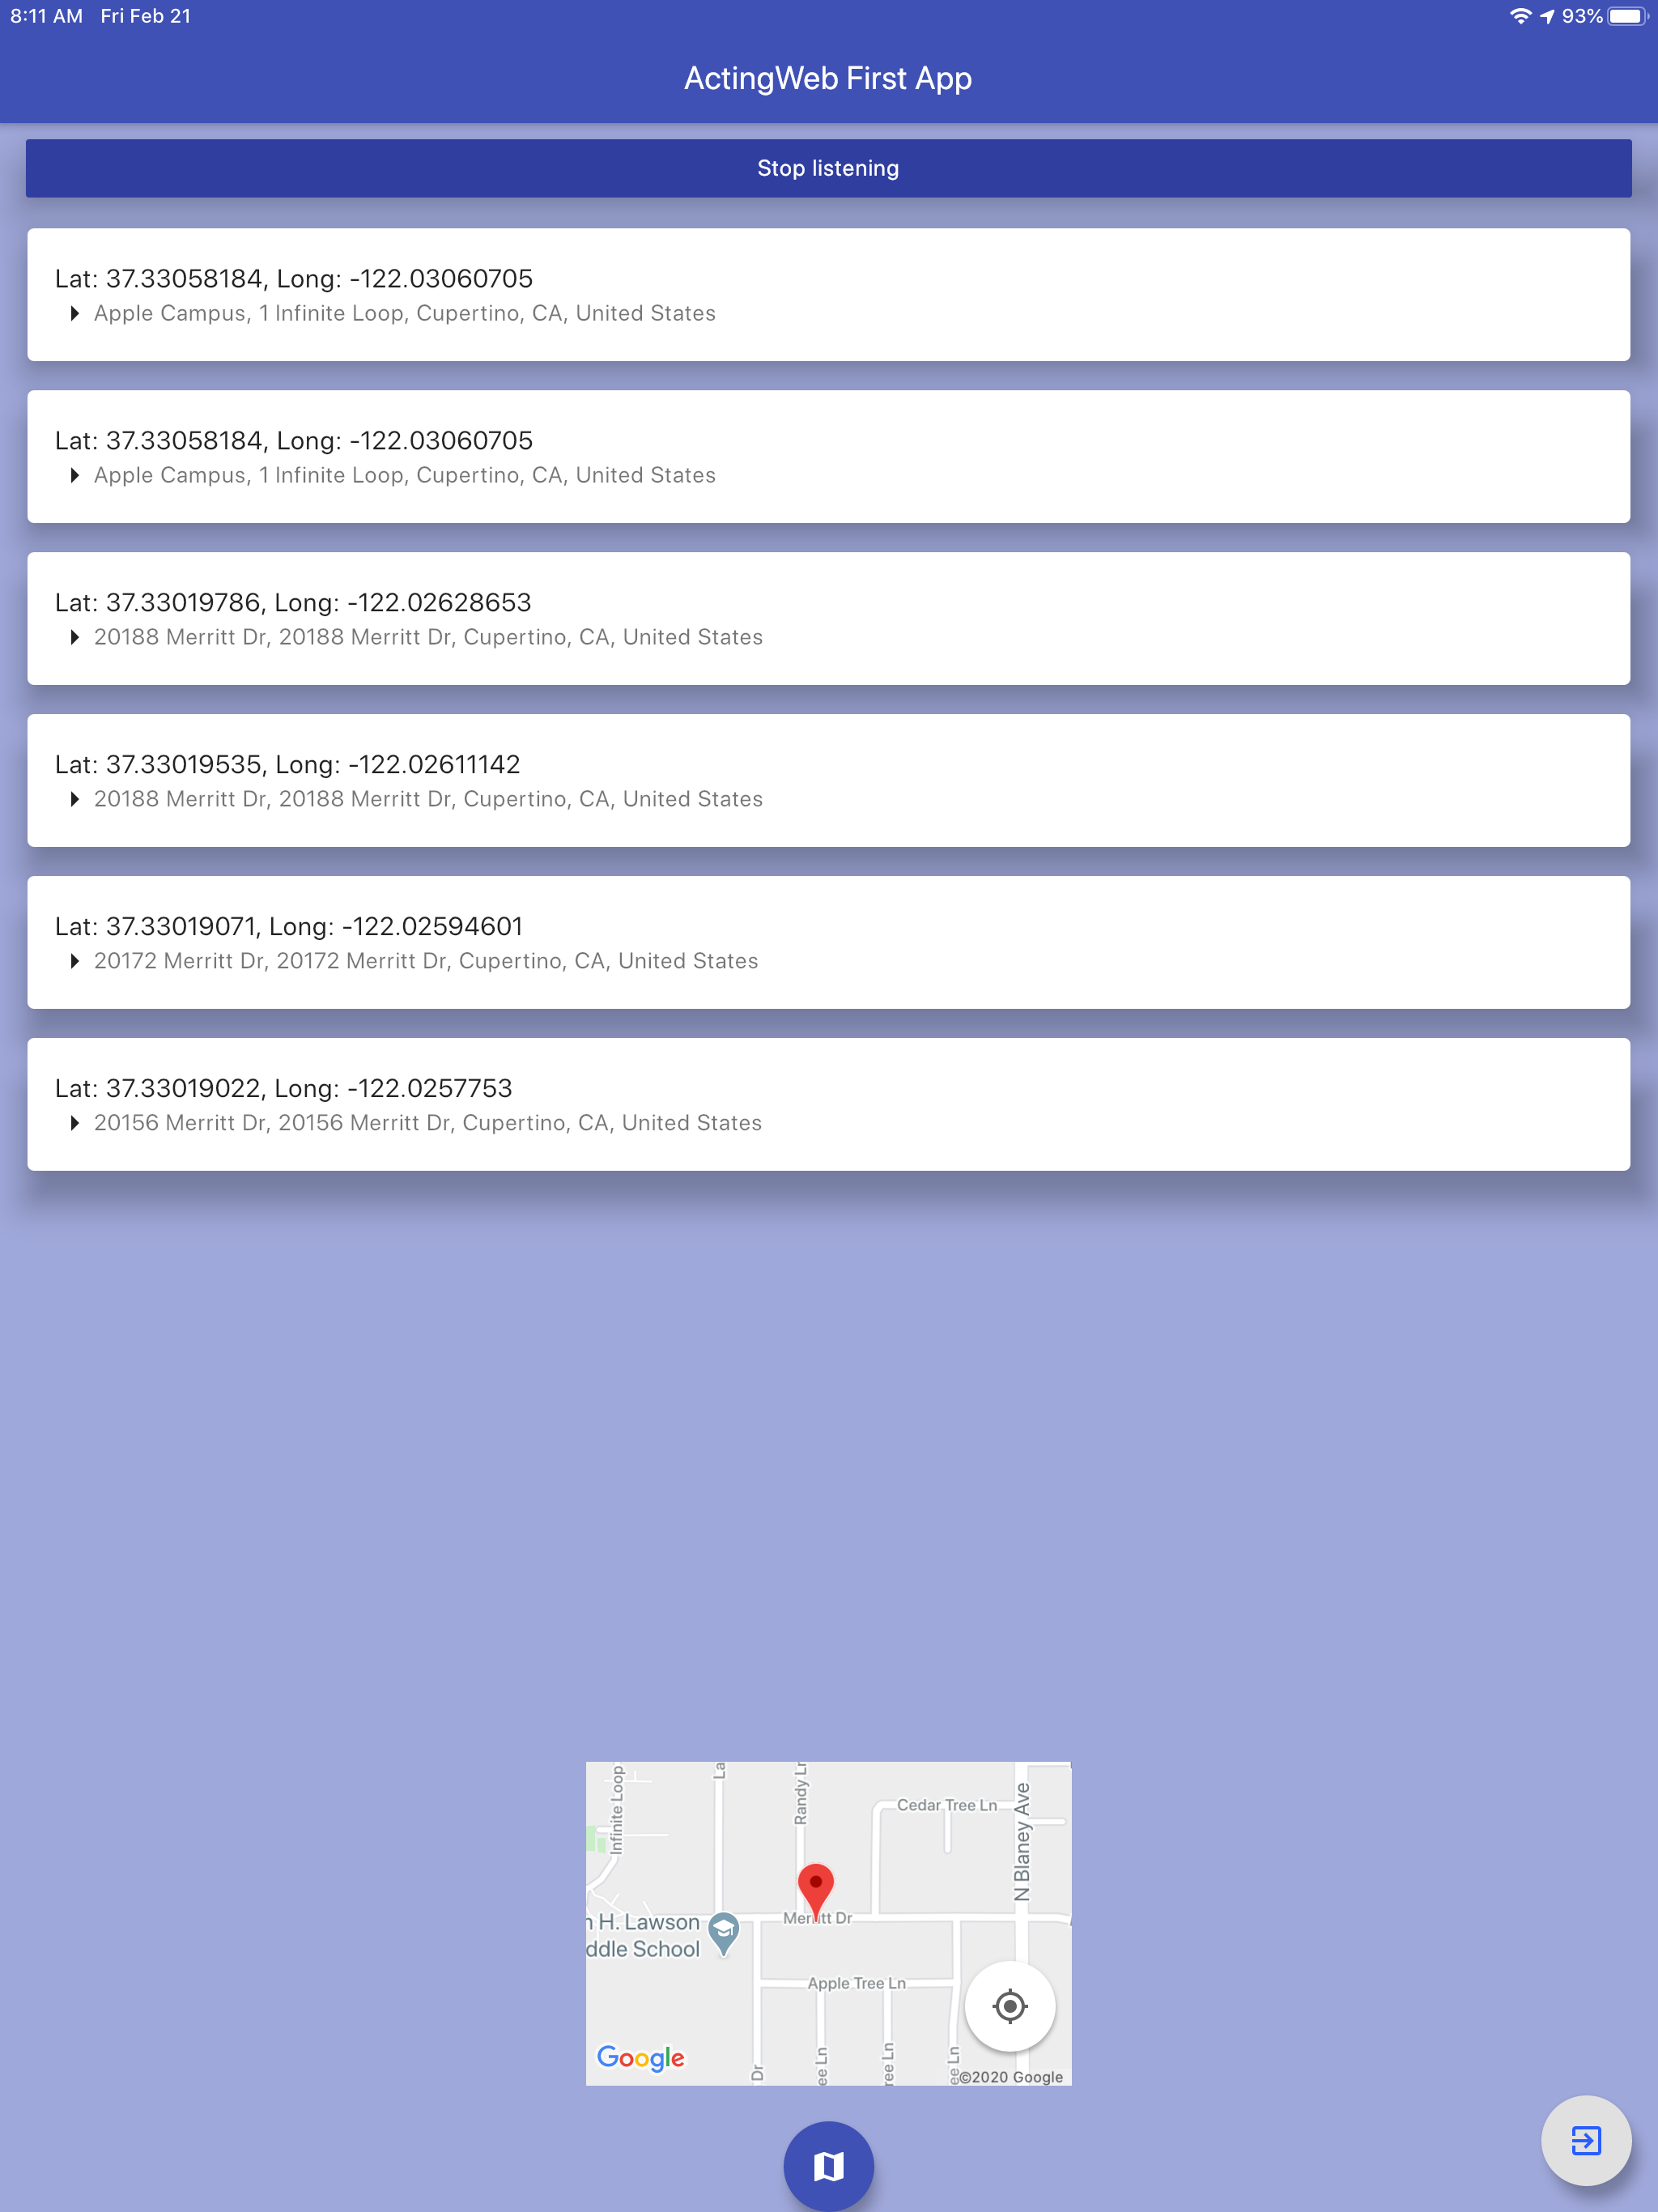 8:11 AM Fri Feb 21 93%
ActingWeb First App
Stop listening
Lat: 37.33058184, Long: -122.03060705
Apple Campus, 1 Infinite Loop, Cupertino, CA, United States
Lat: 37.33058184, Long: -122.03060705
Apple Campus, 1 Infinite Loop, Cupertino, CA, United States
Lat: 37.33019786, Long: -122.02628653
20188 Merritt Dr, 20188 Merritt Dr, Cupertino, CA, United States
Lat: 37.33019535, Long: -122.02611142
20188 Merritt Dr, 20188 Merritt Dr, Cupertino, CA, United States
Lat: 37.33019071, Long: -122.02594601
20172 Merritt Dr, 20172 Merritt Dr, Cupertino, CA, United States
Lat: 37.33019022, Long: -122.0257753
20156 Merritt Dr, 20156 Merritt Dr, Cupertino, CA, United States
Infinite Loop
La
Randy Ln
Cedar Tree Ln
N Blaney Ave
H. Lawson
ddle School
Merritt Dr
Apple Tree Ln
Google
Dr
ee Ln
ree Ln
ee Ln
©2020 Google